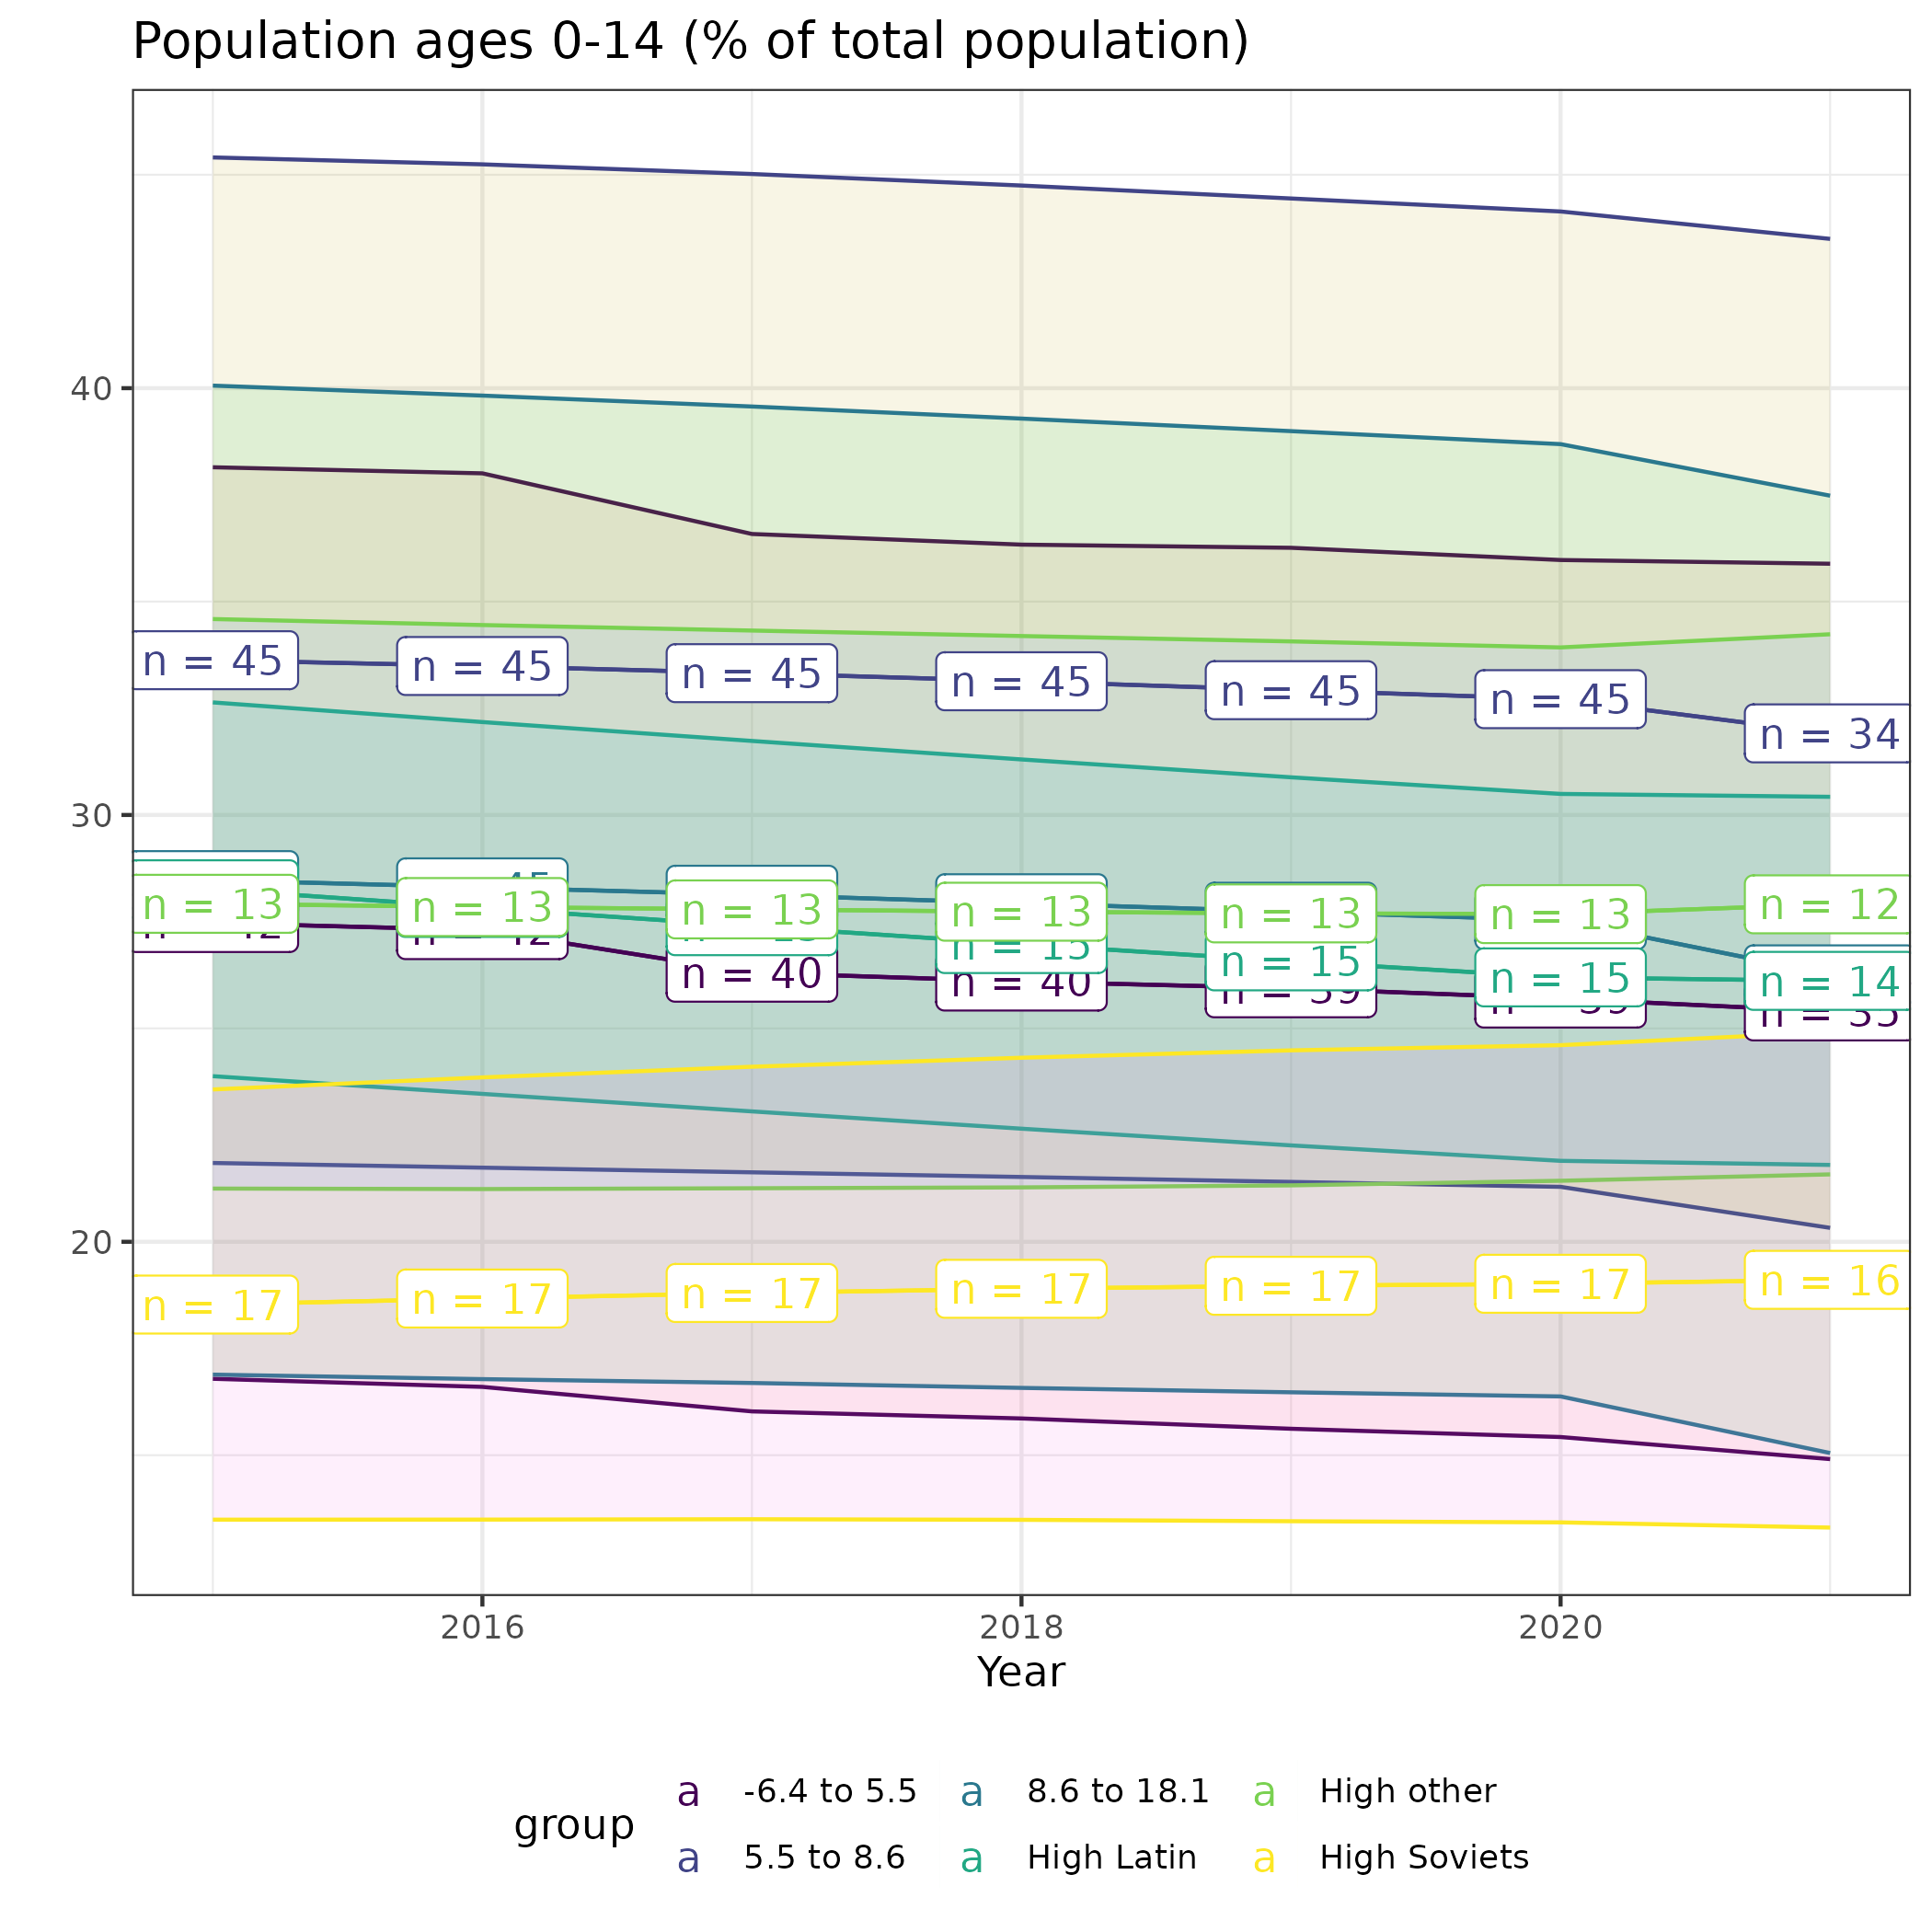 Population ages 0-14 (% of total population)
40
30
20
n = 45
n = 45
n = 45
n = 45
n = 45
n = 45
n = 34
n = 13
n = 13
n = 13
n = 13
n = 13
n = 13
n = 12
n = 40
n = 40
n = 15
n = 15
n = 15
n = 14
n = 17
n = 17
n = 17
n = 17
n = 17
n = 17
n = 16
2016
2018
2020
Year
group
a -6.4 to 5.5 a 8.6 to 18.1 a High other
a 5.5 to 8.6 a High Latin a High Soviets